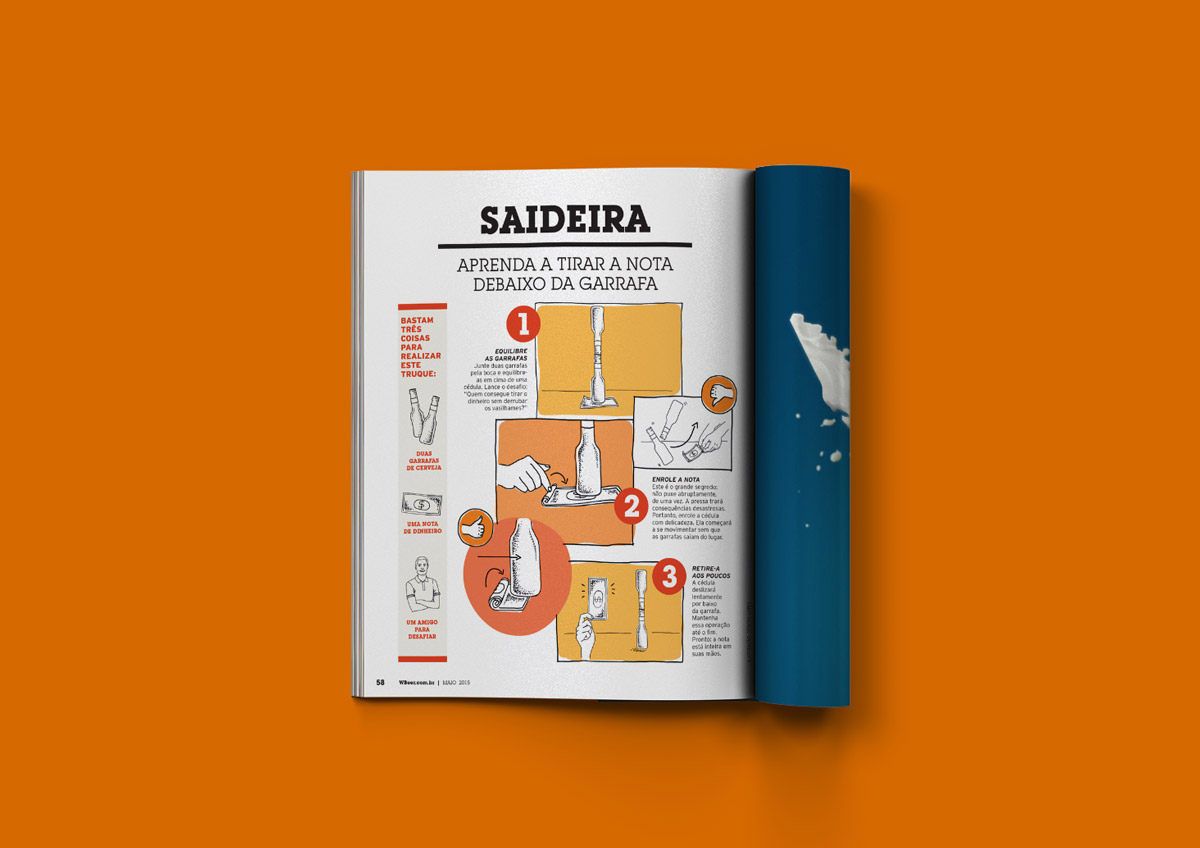 SAIDEIRA
APRENDA A TIRAR A NOTA
DEBAIXO DA GARRAFA
BASTAM
TRÊS
COISAS
PARA
REALIZAR
ESTE
TRUQUE:
DUAS
GARRAFAS
DE CERVEJA
UMA NOTA
DE DINHEIRO
UM AMIGO
PARA
DESAFIAR
1
EQUILIBRE
AS GARRAFAS
Junte duas garrafas
pela boca e equilibre-
as em cima de uma
cédula. Lance o desafio:
"Quem consegue tirar o
dinheiro sem derrubar
os vasilhames?"
2
ENROLE A NOTA
Este é o grande segredo:
não puxe abruptamente,
de uma vez. A pressa trará
consequências desastrosas.
Portanto, enrole a cédula
com delicadeza. Ela começará
a se movimentar sem que
as garrafas saiam do lugar.
3
RETIRE-A
AOS POUCOS
A cédula
deslizará
lentamente
por baixo
da garrafa.
Mantenha
essa operação
até o fim.
Pronto: a nota
está inteira em
suas mãos.
58 WBeer.com.br | MAIO 2015